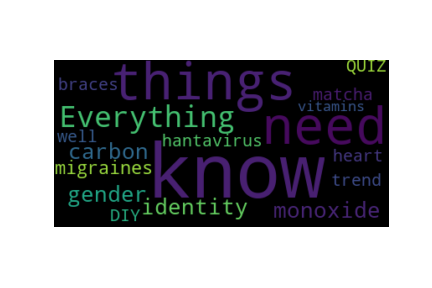 QUIZ
things
braces
matcha
vitamins
Everything
need
well
hantavirus
carbon
know
heart
migraines
trend
gender
identity
monoxide
DIY